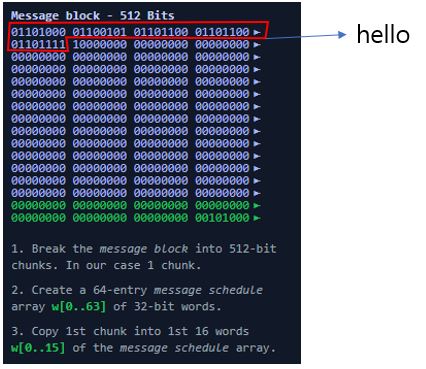 Message block - 512 Bits
01101000 01100101 01101100 01101100 ►
01101111 10000000 00000000 00000000 ►
00000000 00000000 00000000 00000000 ►
00000000 00000000 00000000 00000000 ►
00000000 00000000 00000000 00000000 ►
00000000 00000000 00000000 00000000 ►
00000000 00000000 00000000 00000000 ►
00000000 00000000 00000000 00000000 ►
00000000 00000000 00000000 00000000 ►
00000000 00000000 00000000 00000000 ►
00000000 00000000 00000000 00000000 ►
00000000 00000000 00000000 00000000 ►
00000000 00000000 00000000 00000000 ►
00000000 00000000 00000000 00000000 ►
00000000 00000000 00000000 00000000 ►
00000000 00000000 00000000 00101000 ►
hello
1. Break the message block into 512-bit
chunks. In our case 1 chunk.
2. Create a 64-entry message schedule
array w[0..63] of 32-bit words.
3. Copy 1st chunk into 1st 16 words
w[0..15] of the message schedule array.